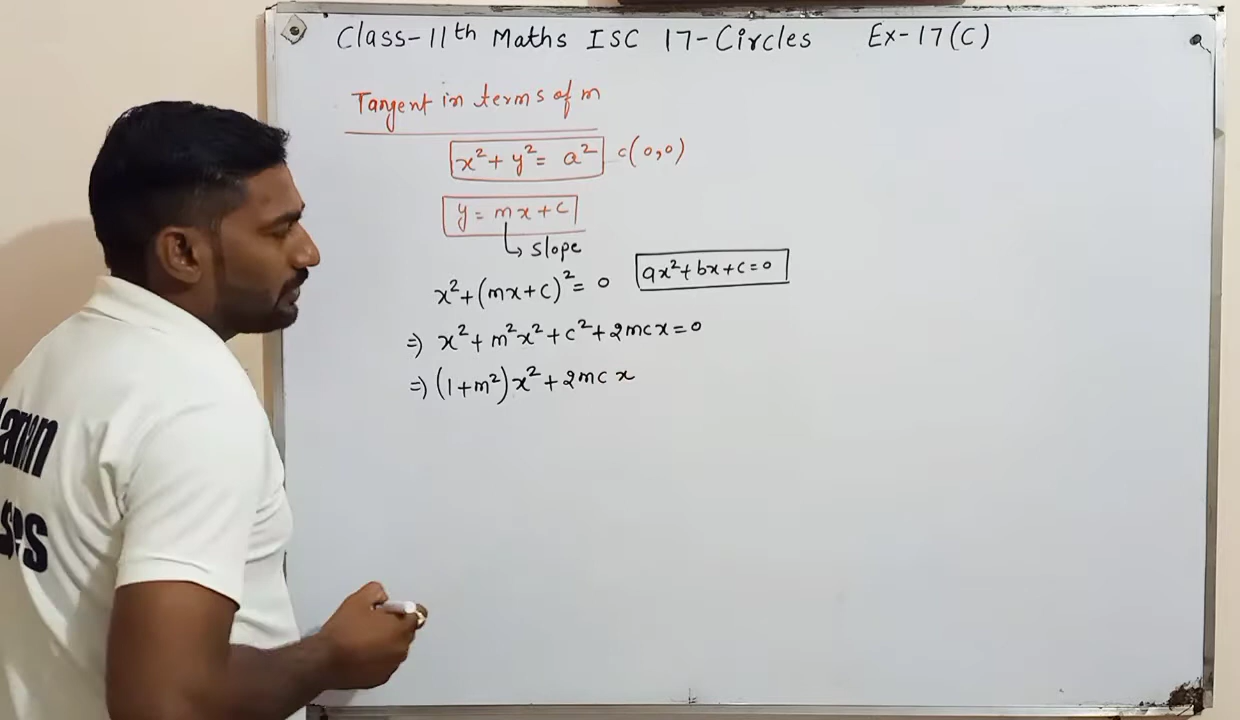 Class-11th Maths ISC 17-Circles Ex-17(C)
Tangent in terms of m
x²+y²= a² c(0,0)
y = mx+c
↳ slope
x²+(mx+c)²= 0 ax²+bx+c=0
⇒ x²+m²x²+c²+2mcx=0
⇒ (1+m²)x²+2mcx